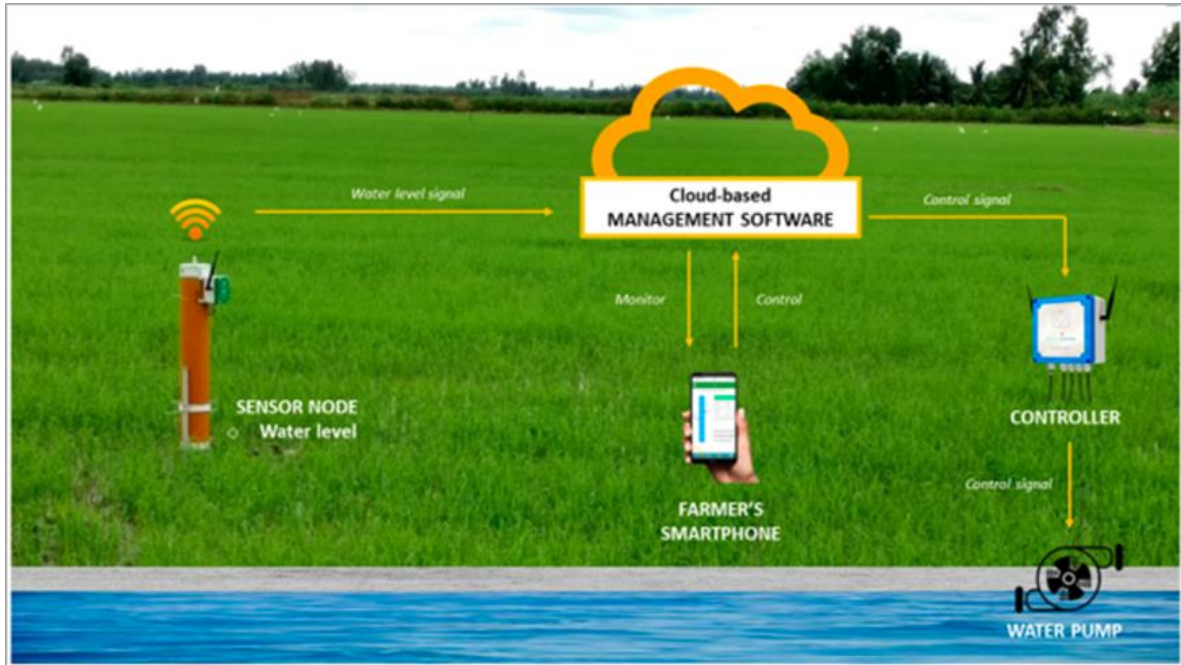 Water level signal
Cloud-based
MANAGEMENT SOFTWARE
Control signal
Monitor
Control
SENSOR NODE
Water level
CONTROLLER
Control signal
FARMER'S
SMARTPHONE
WATER PUMP